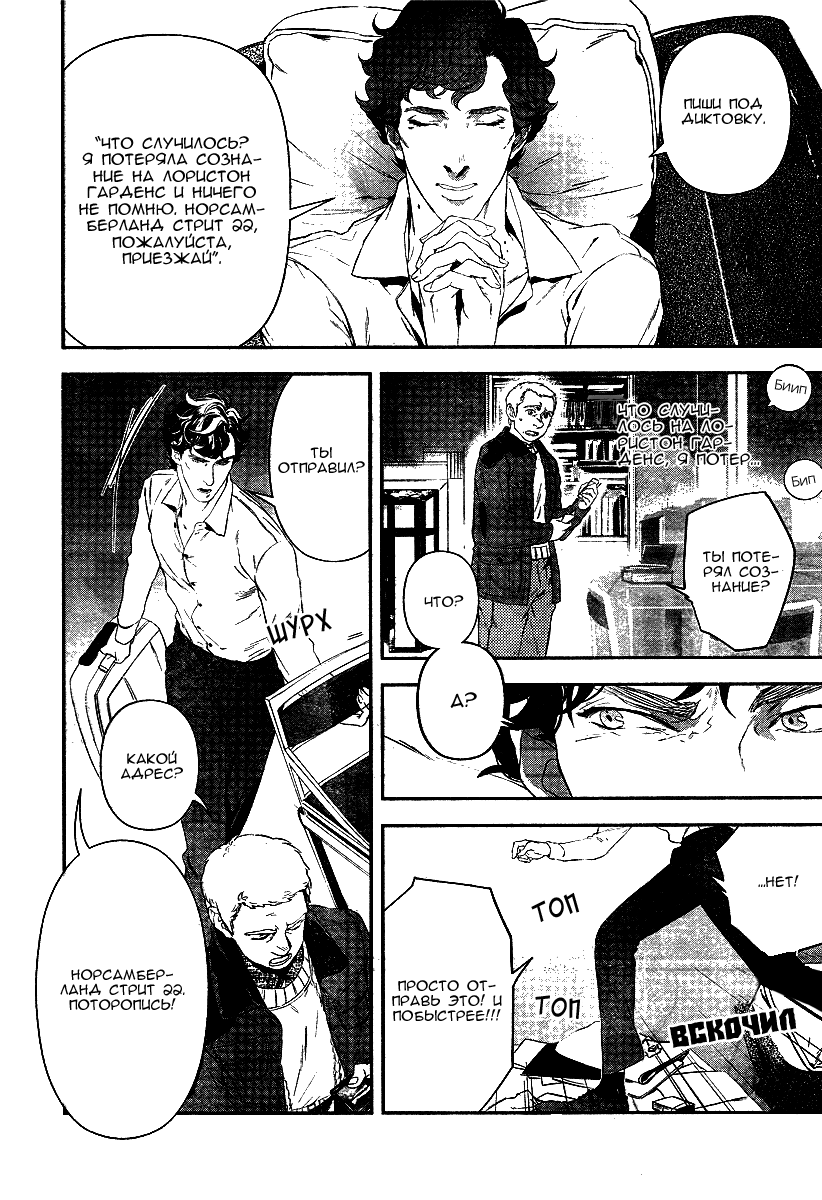 ПИШИ ПОД
ДИКТОВКУ.
"ЧТО СЛУЧИЛОСЬ?
Я ПОТЕРЯЛА СОЗНА-
НИЕ НА ЛОРИСТОН
ГАРДЕНС И НИЧЕГО
НЕ ПОМНЮ. НОРСАМ-
БЕРЛАНД СТРИТ 22,
ПОЖАЛУЙСТА,
ПРИЕЗЖАЙ".
БИИП
ЧТО СЛУЧИ-
ЛОСЬ НА ЛО-
РИСТОН ГАР-
ДЕНС, Я ПОТЕР...
БИП
ТЫ ПОТЕ-
РЯЛ СОЗ-
НАНИЕ?
ЧТО?
А?
...НЕТ!
ТОП
ПРОСТО ОТ-
ПРАВЬ ЭТО! И
ПОБЫСТРЕЕ!!!
ТОП
ВСКОЧИЛ
ТЫ
ОТПРАВИЛ?
ШУРХ
КАКОЙ
АДРЕС?
НОРСАМБЕР-
ЛАНД СТРИТ 22.
ПОТОРОПИСЬ!